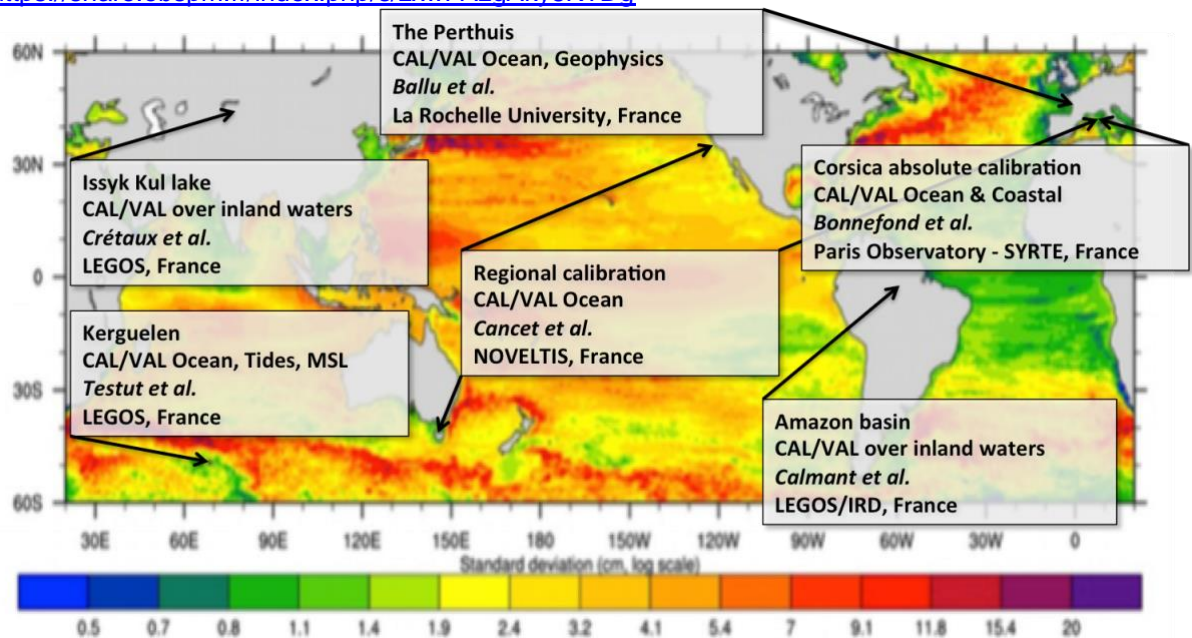 The Perthuis
CAL/VAL Ocean, Geophysics
Ballu et al.
La Rochelle University, France
Issyk Kul lake
CAL/VAL over inland waters
Crétaux et al.
LEGOS, France
Corsica absolute calibration
CAL/VAL Ocean & Coastal
Bonnefond et al.
Paris Observatory - SYRTE, France
Regional calibration
CAL/VAL Ocean
Cancet et al.
NOVELTIS, France
Kerguelen
CAL/VAL Ocean, Tides, MSL
Testut et al.
LEGOS, France
Amazon basin
CAL/VAL over inland waters
Calmant et al.
LEGOS/IRD, France
60N
30N
0
30S
60S
30E 60E 90E 120E 150E 180 150W 120W 90W 60W 30W 0
Standard deviation (cm, log scale)
0.5 0.7 0.8 1.1 1.4 1.9 2.4 3.2 4.1 5.4 7 9.1 11.8 15.4 20